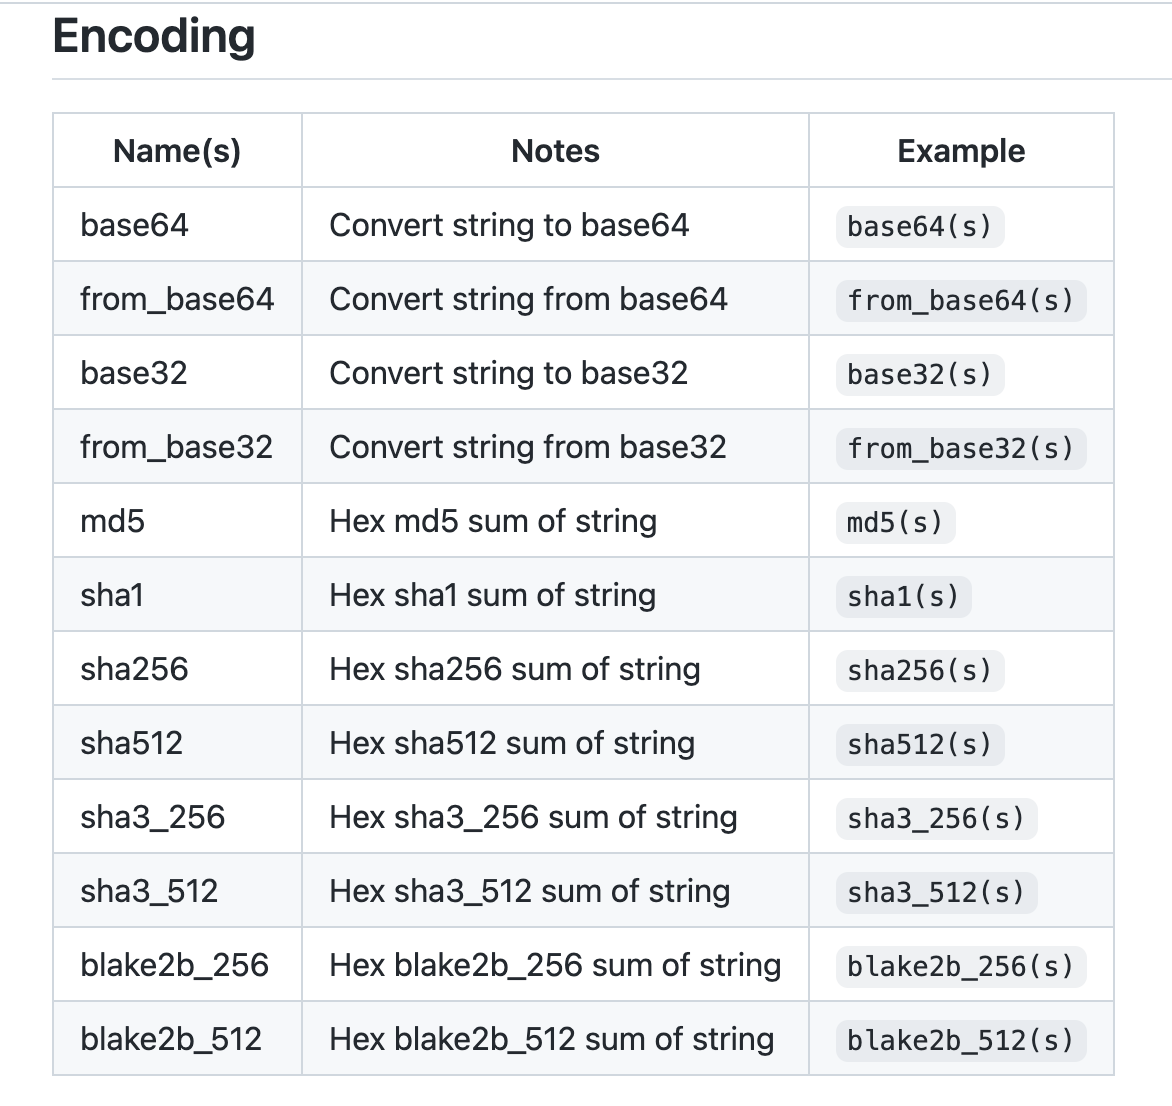 Encoding
Name(s) Notes Example
base64 Convert string to base64 base64(s)
from_base64 Convert string from base64 from_base64(s)
base32 Convert string to base32 base32(s)
from_base32 Convert string from base32 from_base32(s)
md5 Hex md5 sum of string md5(s)
sha1 Hex sha1 sum of string sha1(s)
sha256 Hex sha256 sum of string sha256(s)
sha512 Hex sha512 sum of string sha512(s)
sha3_256 Hex sha3_256 sum of string sha3_256(s)
sha3_512 Hex sha3_512 sum of string sha3_512(s)
blake2b_256 Hex blake2b_256 sum of string blake2b_256(s)
blake2b_512 Hex blake2b_512 sum of string blake2b_512(s)